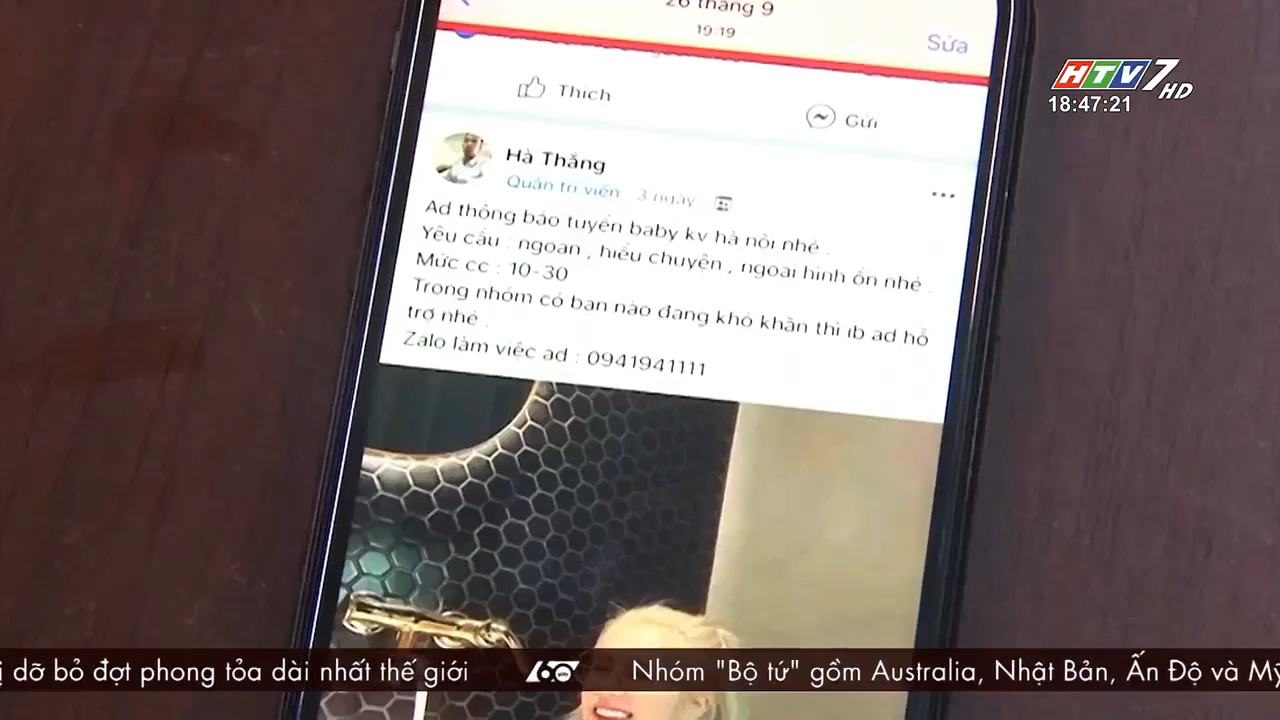 26 tháng 9
19:19
Sửa
HTV7 HD
18:47:21
Thích
Gửi
Hà Thắng
Quản trị viên 3 ngày
Ad thông báo tuyển baby kv hà nội nhé .
Yêu cầu : ngoan , hiểu chuyện , ngoại hình ổn nhé .
Mức cc : 10-30
Trong nhóm có bạn nào đang khó khăn thì ib ad hỗ
trợ nhé .
Zalo làm việc ad : 0941941111
dỡ bỏ đợt phong tỏa dài nhất thế giới
60 giây
Nhóm "Bộ tứ" gồm Australia, Nhật Bản, Ấn Độ và Mỹ